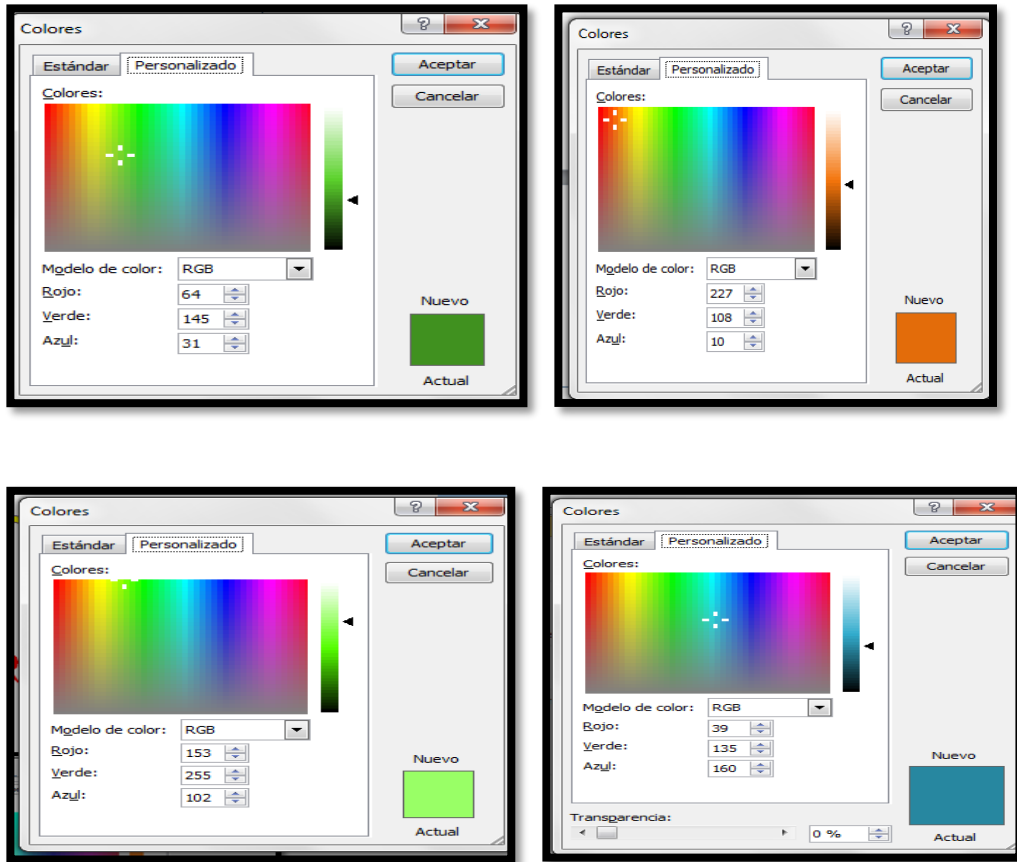 Colores
Estándar Personalizado Aceptar
Colores: Cancelar
Modelo de color: RGB
Rojo: 64
Verde: 145
Azul: 31
Nuevo
Actual
Colores
Estándar Personalizado Aceptar
Colores: Cancelar
Modelo de color: RGB
Rojo: 227
Verde: 108
Azul: 10
Nuevo
Actual
Colores
Estándar Personalizado Aceptar
Colores: Cancelar
Modelo de color: RGB
Rojo: 153
Verde: 255
Azul: 102
Nuevo
Actual
Colores
Estándar Personalizado Aceptar
Colores: Cancelar
Modelo de color: RGB
Rojo: 39
Verde: 135
Azul: 160
Nuevo
Transparencia:
0 %
Actual